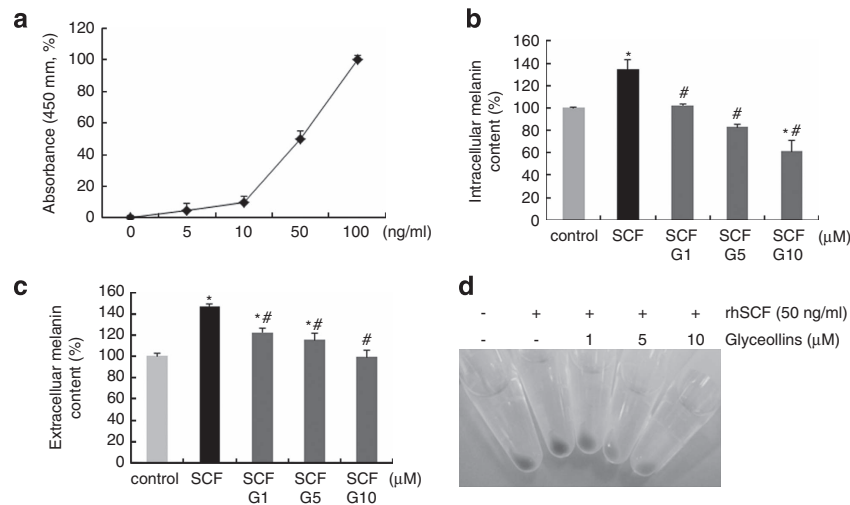 a
120
100
80
60
40
20
0
Absorbance (450 mm, %)
0 5 10 50 100 (ng/ml)
b
160
140
120
100
80
60
40
20
0
Intracellular melanin
content (%)
*
#
#
*#
control SCF SCF SCF SCF (μM)
G1 G5 G10
c
160
140
120
100
80
60
40
20
0
Extracelluar melanin
content (%)
*
*#
*#
#
control SCF SCF SCF SCF (μM)
G1 G5 G10
d
- + + + + rhSCF (50 ng/ml)
- - 1 5 10 Glyceollins (μM)